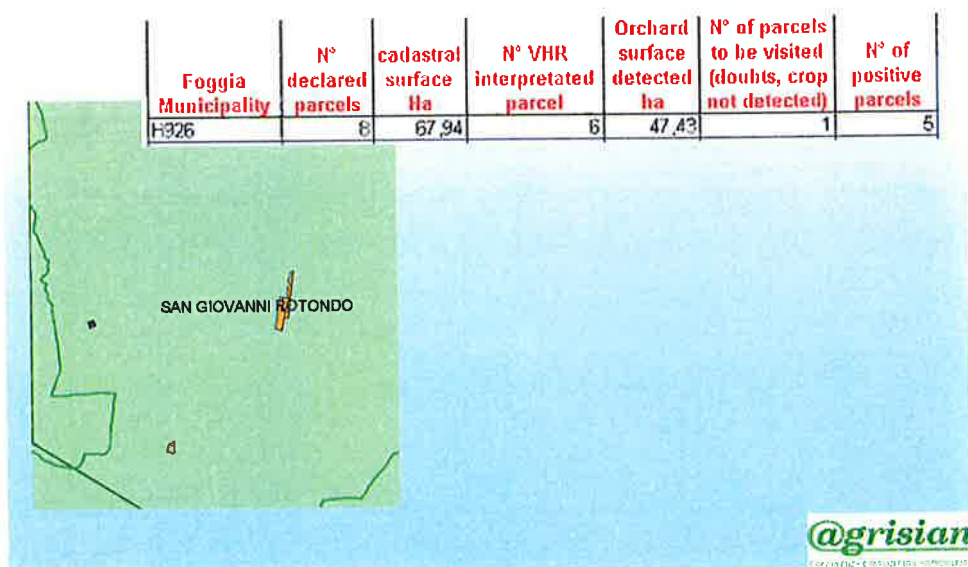 Foggia Municipality
N° declared parcels
cadastral surface Ha
N° VHR interpretated parcel
Orchard surface detected ha
N° of parcels to be visited (doubts, crop not detected)
N° of positive parcels
H926 8 67,94 6 47,43 1 5
SAN GIOVANNI ROTONDO
@grisian